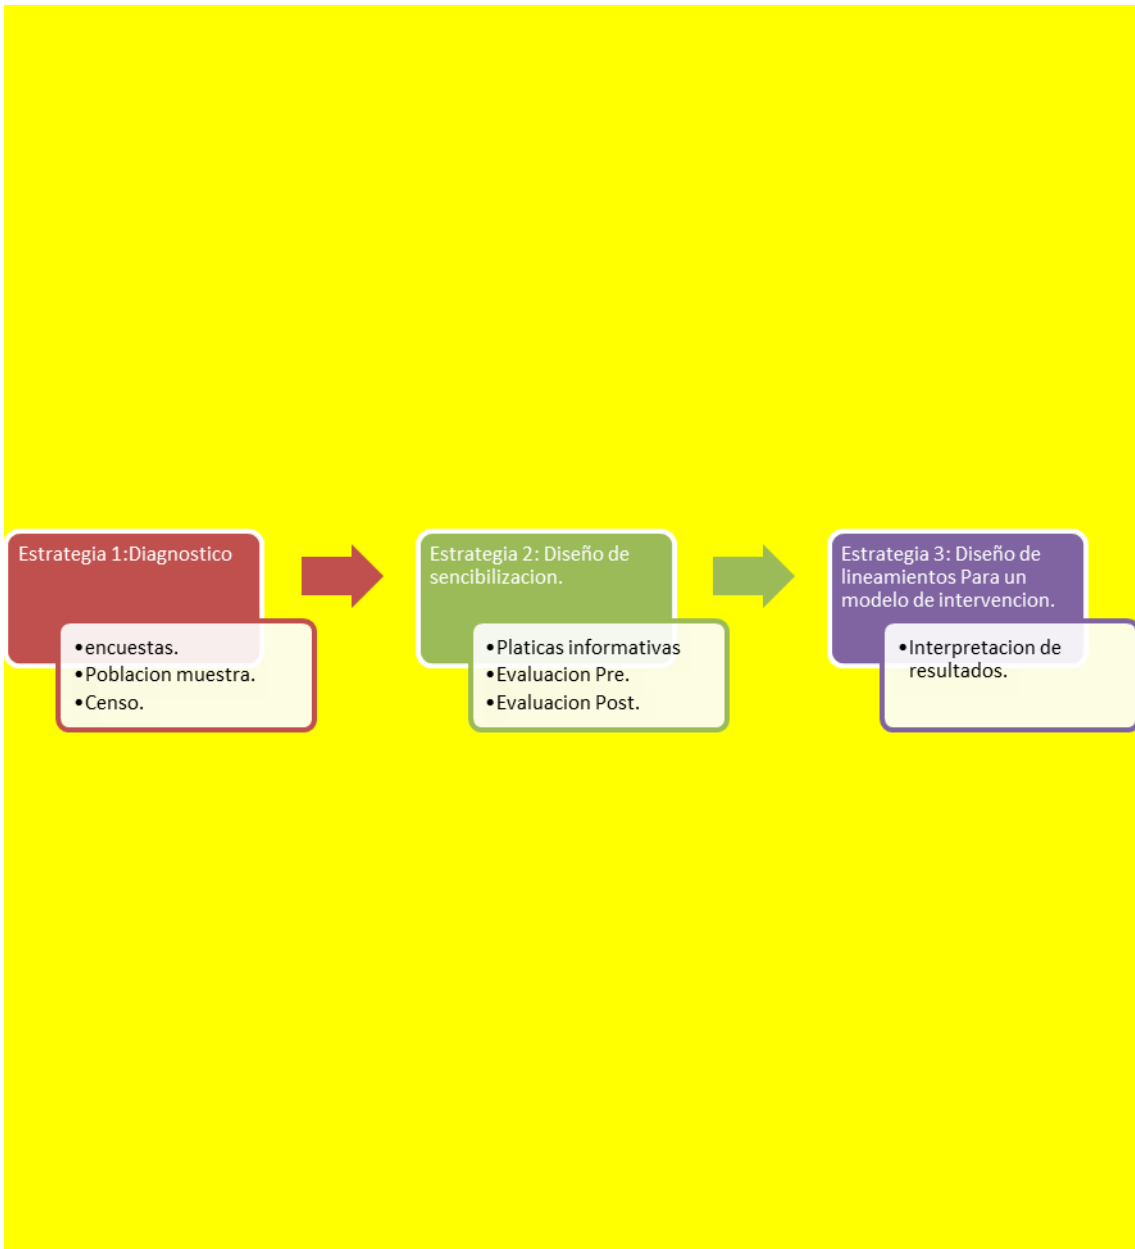 Estrategia 1:Diagnostico
•encuestas.
•Poblacion muestra.
•Censo.
Estrategia 2: Diseño de
sencibilizacion.
•Platicas informativas
•Evaluacion Pre.
•Evaluacion Post.
Estrategia 3: Diseño de
lineamientos Para un
modelo de intervencion.
•Interpretacion de
resultados.